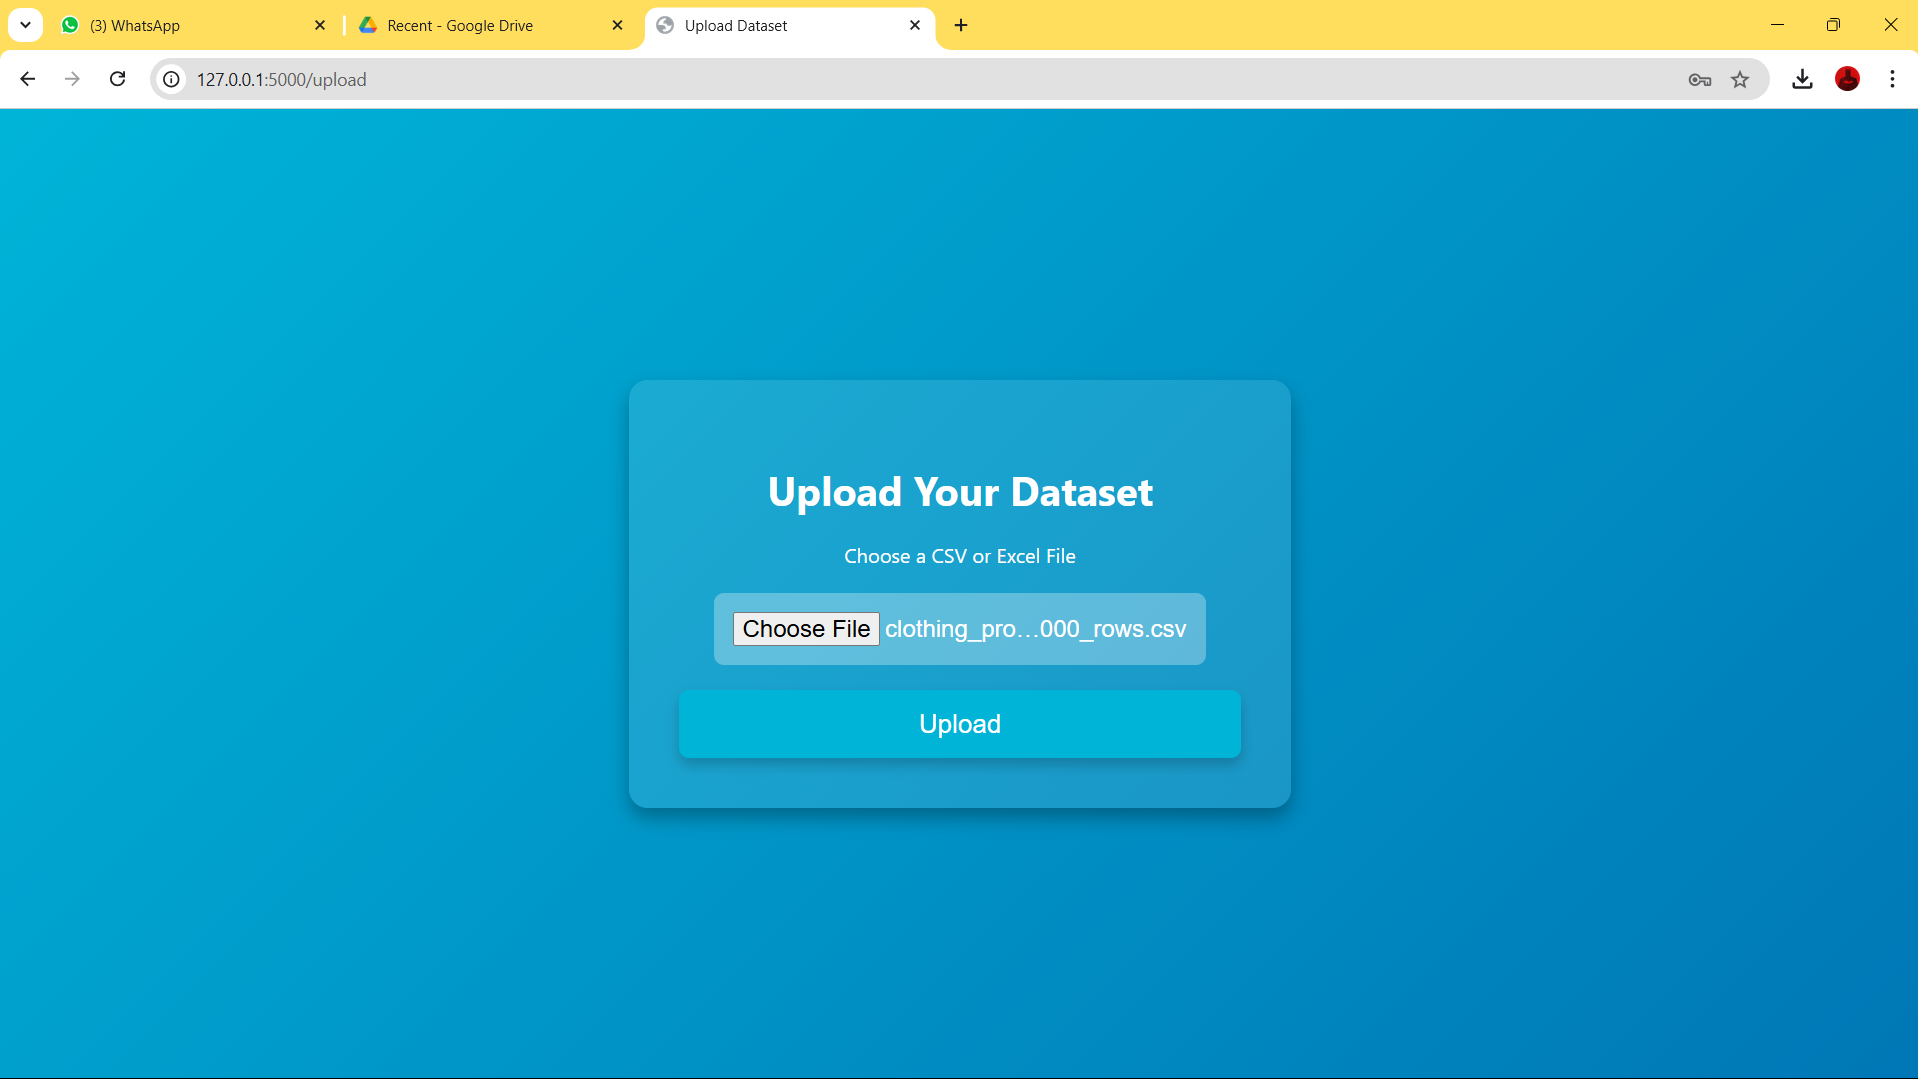 (3) WhatsApp
Recent - Google Drive
Upload Dataset
127.0.0.1:5000/upload
Upload Your Dataset
Choose a CSV or Excel File
Choose File clothing_pro…000_rows.csv
Upload